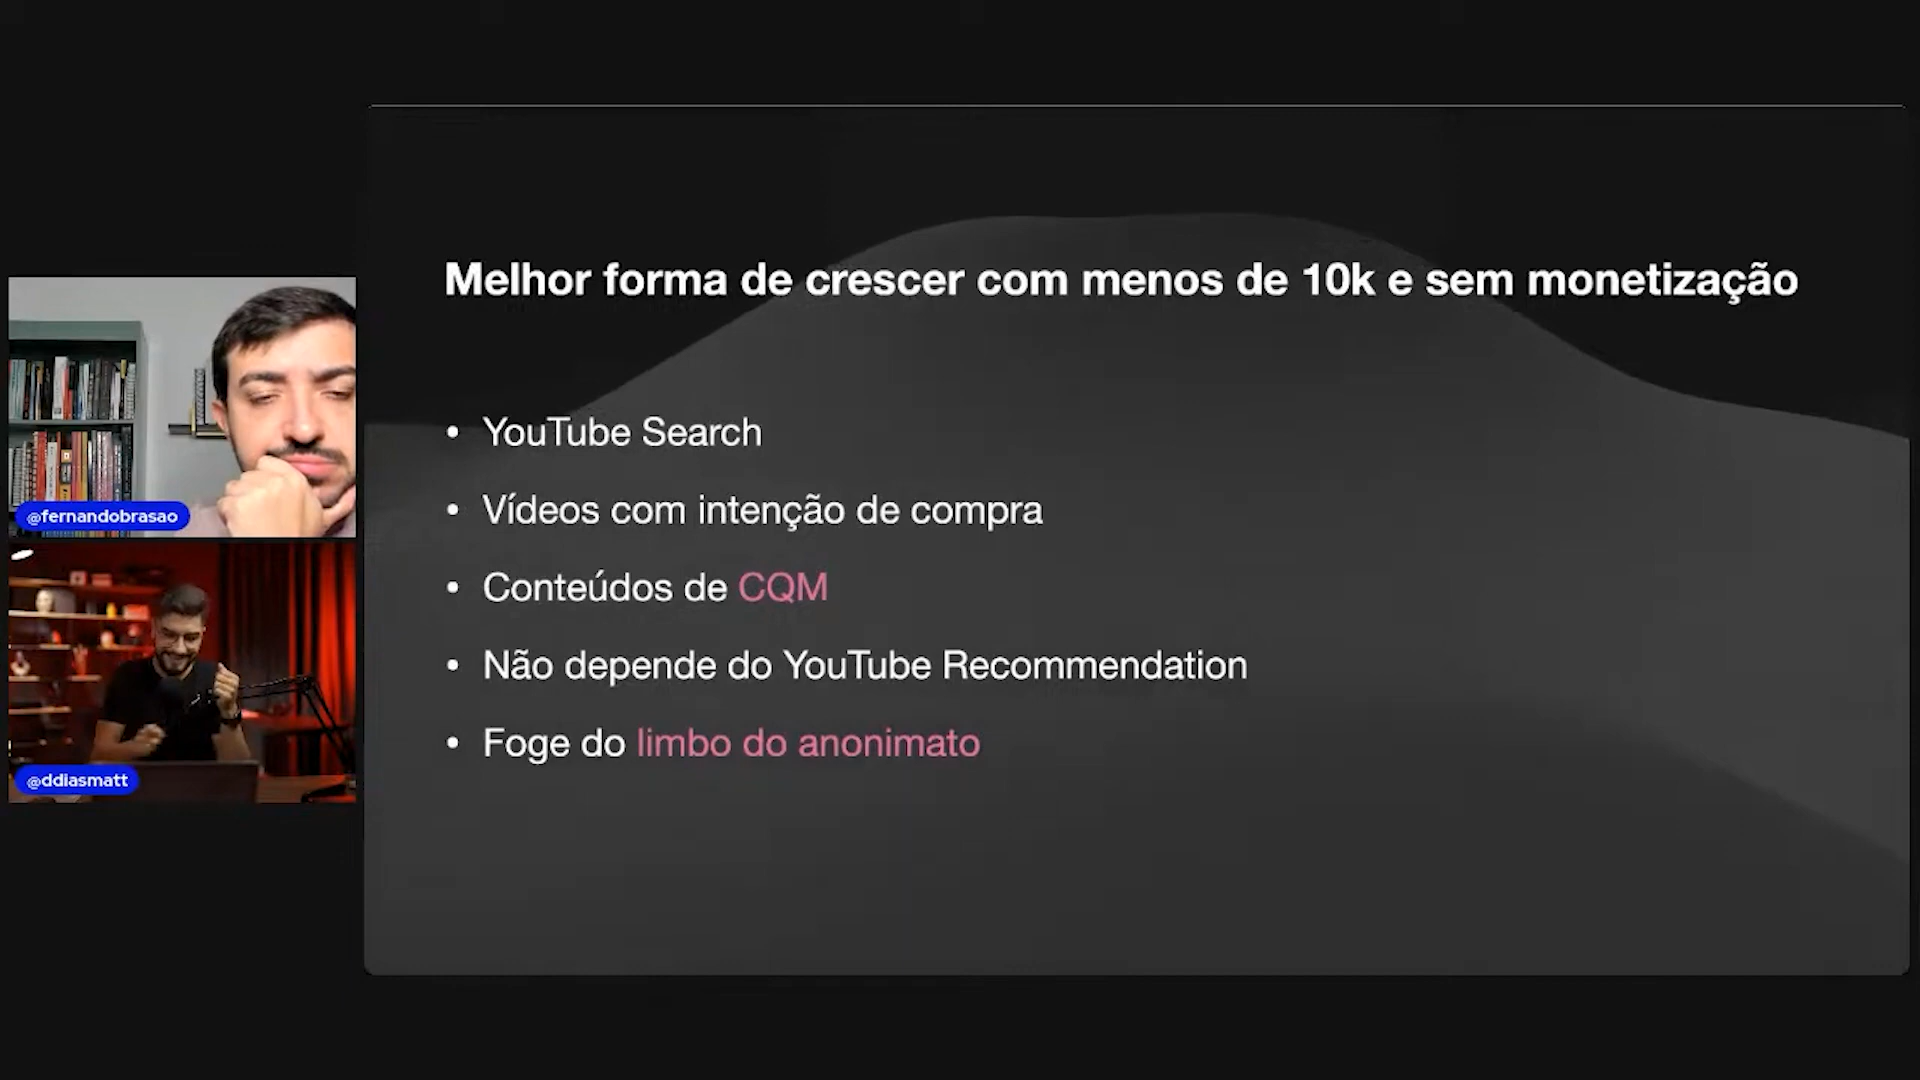 Melhor forma de crescer com menos de 10k e sem monetização
• YouTube Search
• Vídeos com intenção de compra
• Conteúdos de CQM
• Não depende do YouTube Recommendation
• Foge do limbo do anonimato
@fernandobrasao
@ddiasmatt